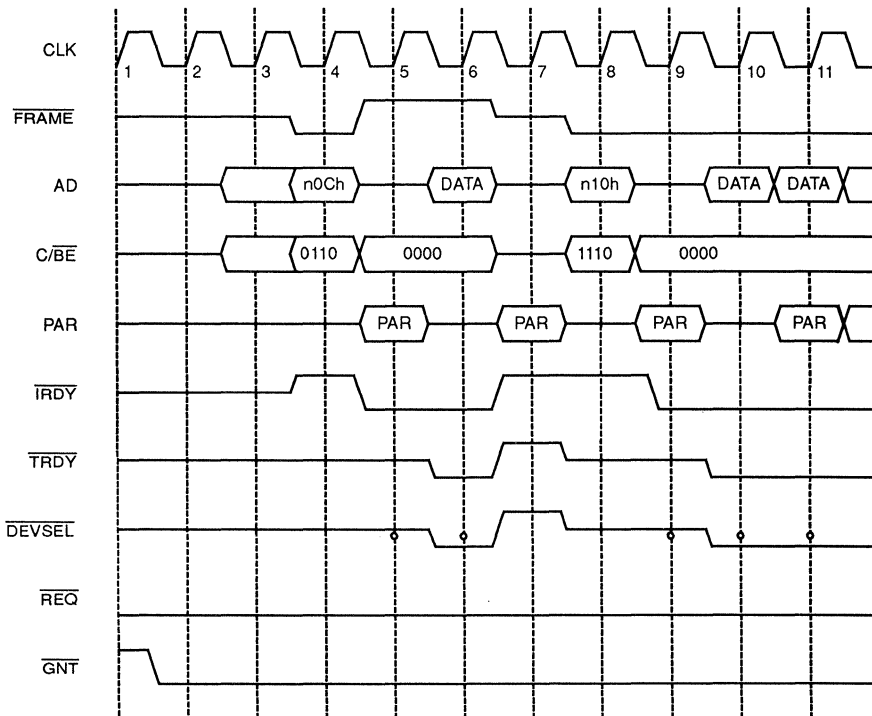 CLK
1 2 3 4 5 6 7 8 9 10 11
FRAME
AD n0Ch DATA n10h DATA DATA
C/BE 0110 0000 1110 0000
PAR PAR PAR PAR PAR
IRDY
TRDY
DEVSEL
REQ
GNT